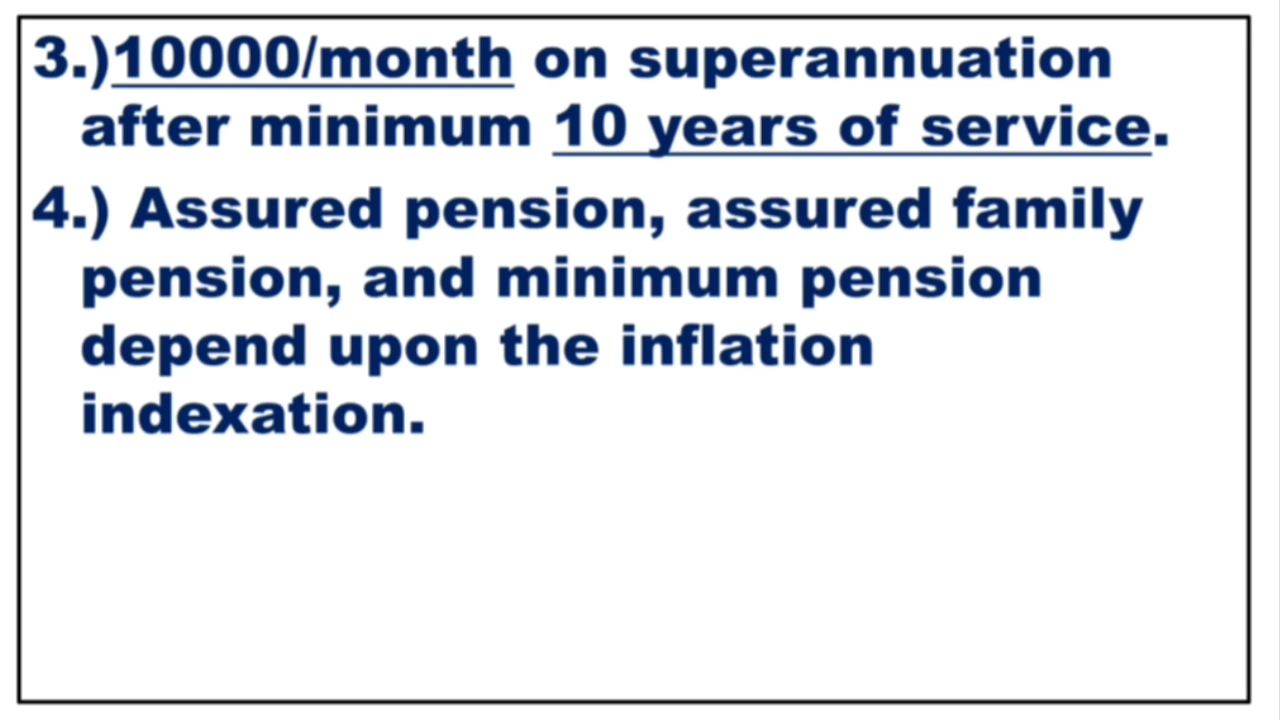 3.)10000/month on superannuation
after minimum 10 years of service.
4.) Assured pension, assured family
pension, and minimum pension
depend upon the inflation
indexation.